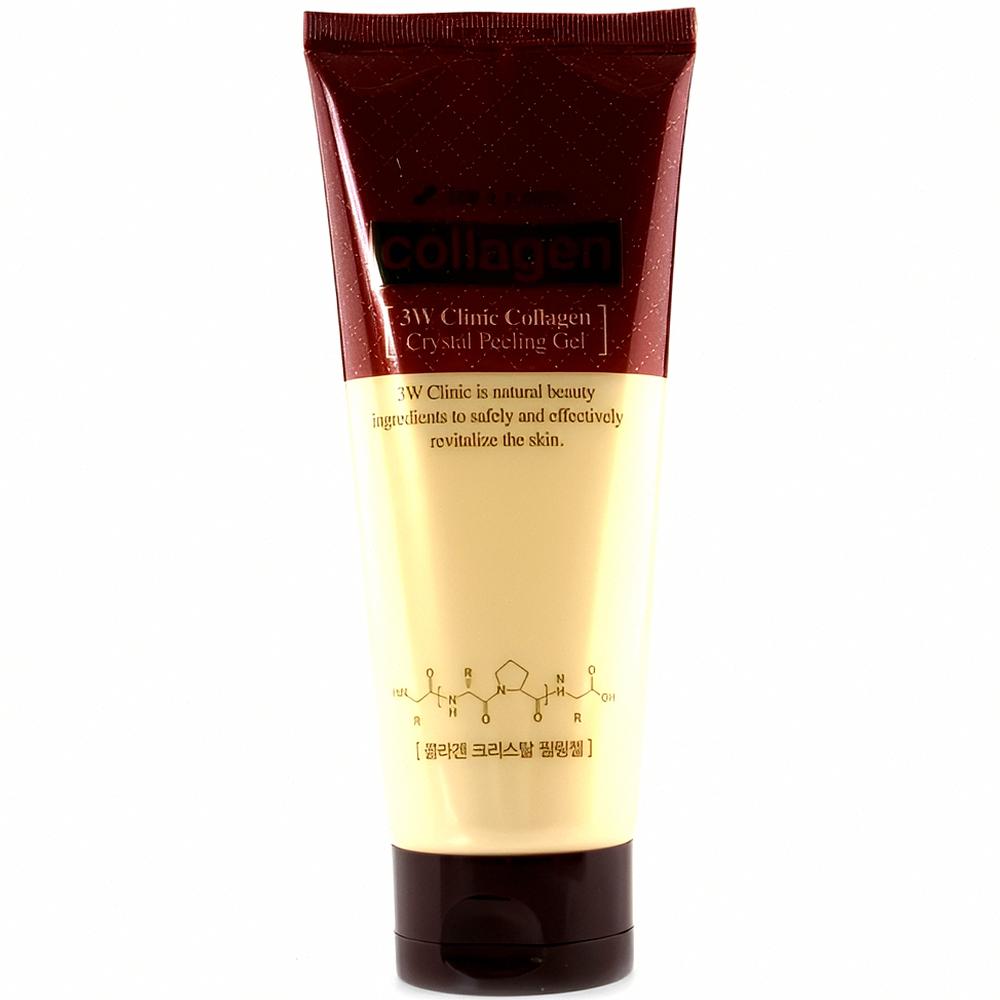 collagen
[ 3W Clinic Collagen
Crystal Peeling Gel ]
3W Clinic is natural beauty
ingredients to safely and effectively
revitalize the skin.
O R N O
N H O O H R OH
R
[ 콜라겐 크리스탈 필링젤 ]